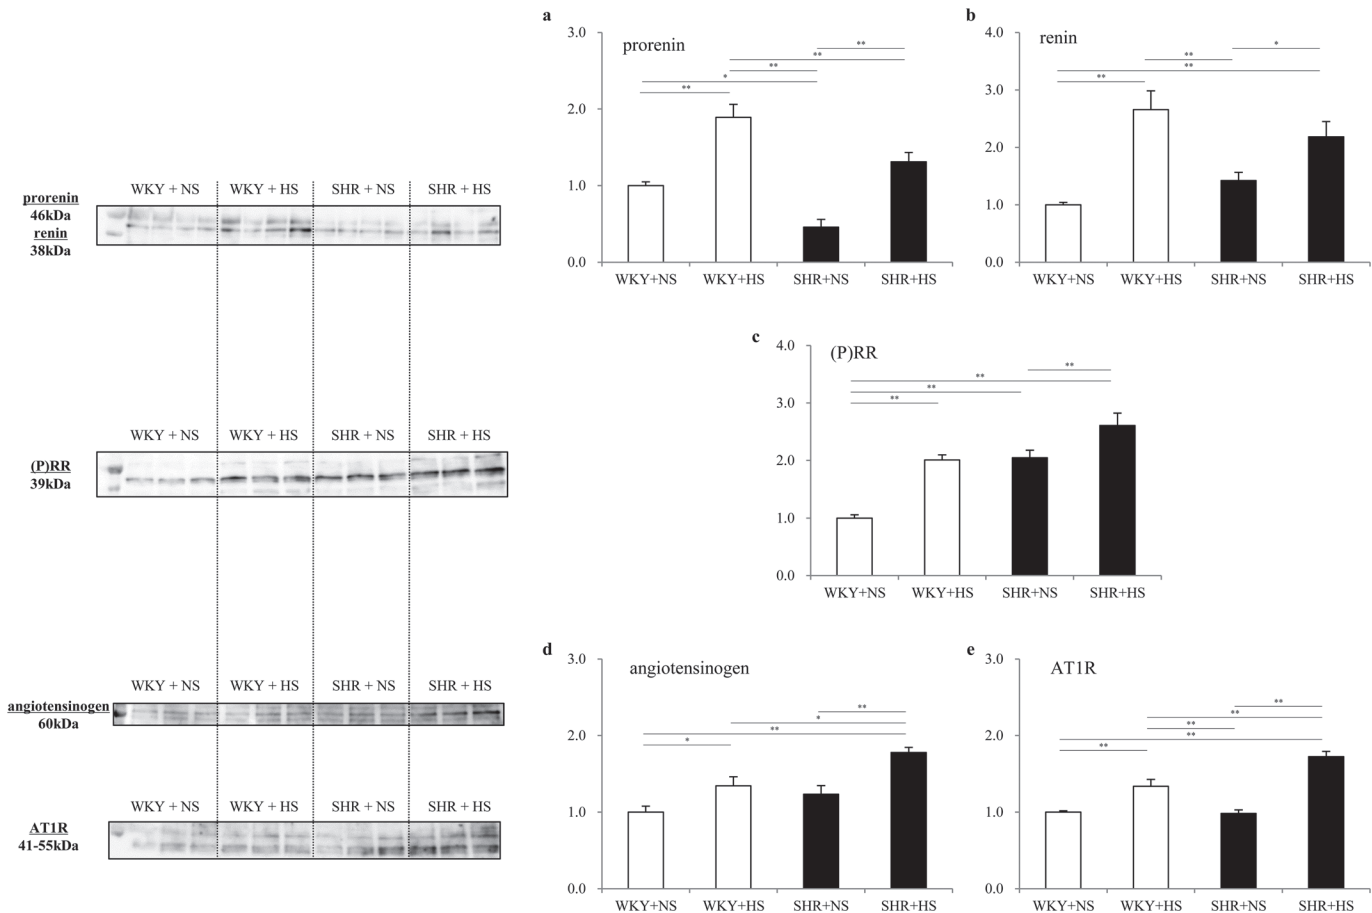 WKY + NS WKY + HS SHR + NS SHR + HS
prorenin
46kDa
renin
38kDa
WKY + NS WKY + HS SHR + NS SHR + HS
(P)RR
39kDa
WKY + NS WKY + HS SHR + NS SHR + HS
angiotensinogen
60kDa
WKY + NS WKY + HS SHR + NS SHR + HS
AT1R
41-55kDa
a
prorenin
3.0
2.0
1.0
0.0
**
**
**
*
**
WKY+NS WKY+HS SHR+NS SHR+HS
b
renin
4.0
3.0
2.0
1.0
0.0
*
**
**
**
WKY+NS WKY+HS SHR+NS SHR+HS
c
(P)RR
4.0
3.0
2.0
1.0
0.0
**
**
**
**
WKY+NS WKY+HS SHR+NS SHR+HS
d
angiotensinogen
3.0
2.0
1.0
0.0
**
*
**
*
WKY+NS WKY+HS SHR+NS SHR+HS
e
AT1R
3.0
2.0
1.0
0.0
**
**
**
**
**
WKY+NS WKY+HS SHR+NS SHR+HS